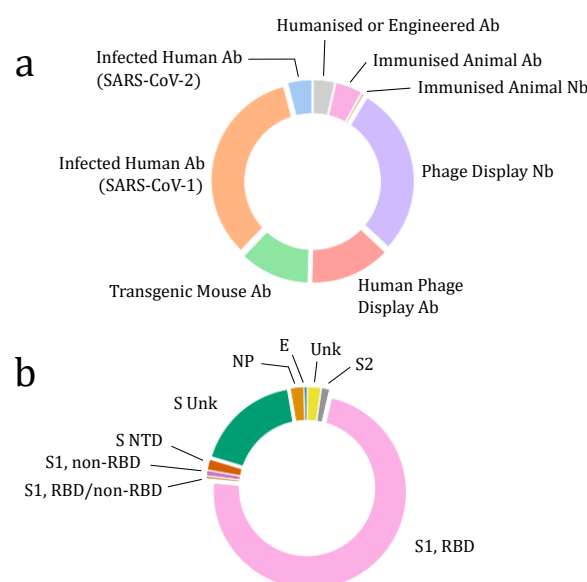 a
Humanised or Engineered Ab
Infected Human Ab
(SARS-CoV-2)
Immunised Animal Ab
Immunised Animal Nb
Infected Human Ab
(SARS-CoV-1)
Phage Display Nb
Transgenic Mouse Ab
Human Phage
Display Ab
b
E
Unk
NP
S2
S Unk
S NTD
S1, non-RBD
S1, RBD/non-RBD
S1, RBD